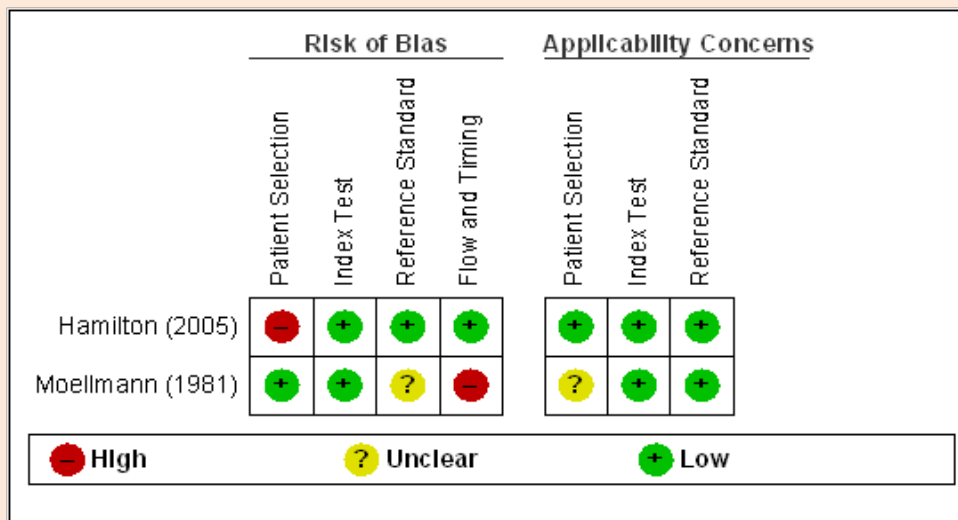 Risk of Bias
Applicability Concerns
Patient Selection
Index Test
Reference Standard
Flow and Timing
Patient Selection
Index Test
Reference Standard
Hamilton (2005)
– + + + + + +
Moellmann (1981)
+ + ? – ? + +
– High
? Unclear
+ Low